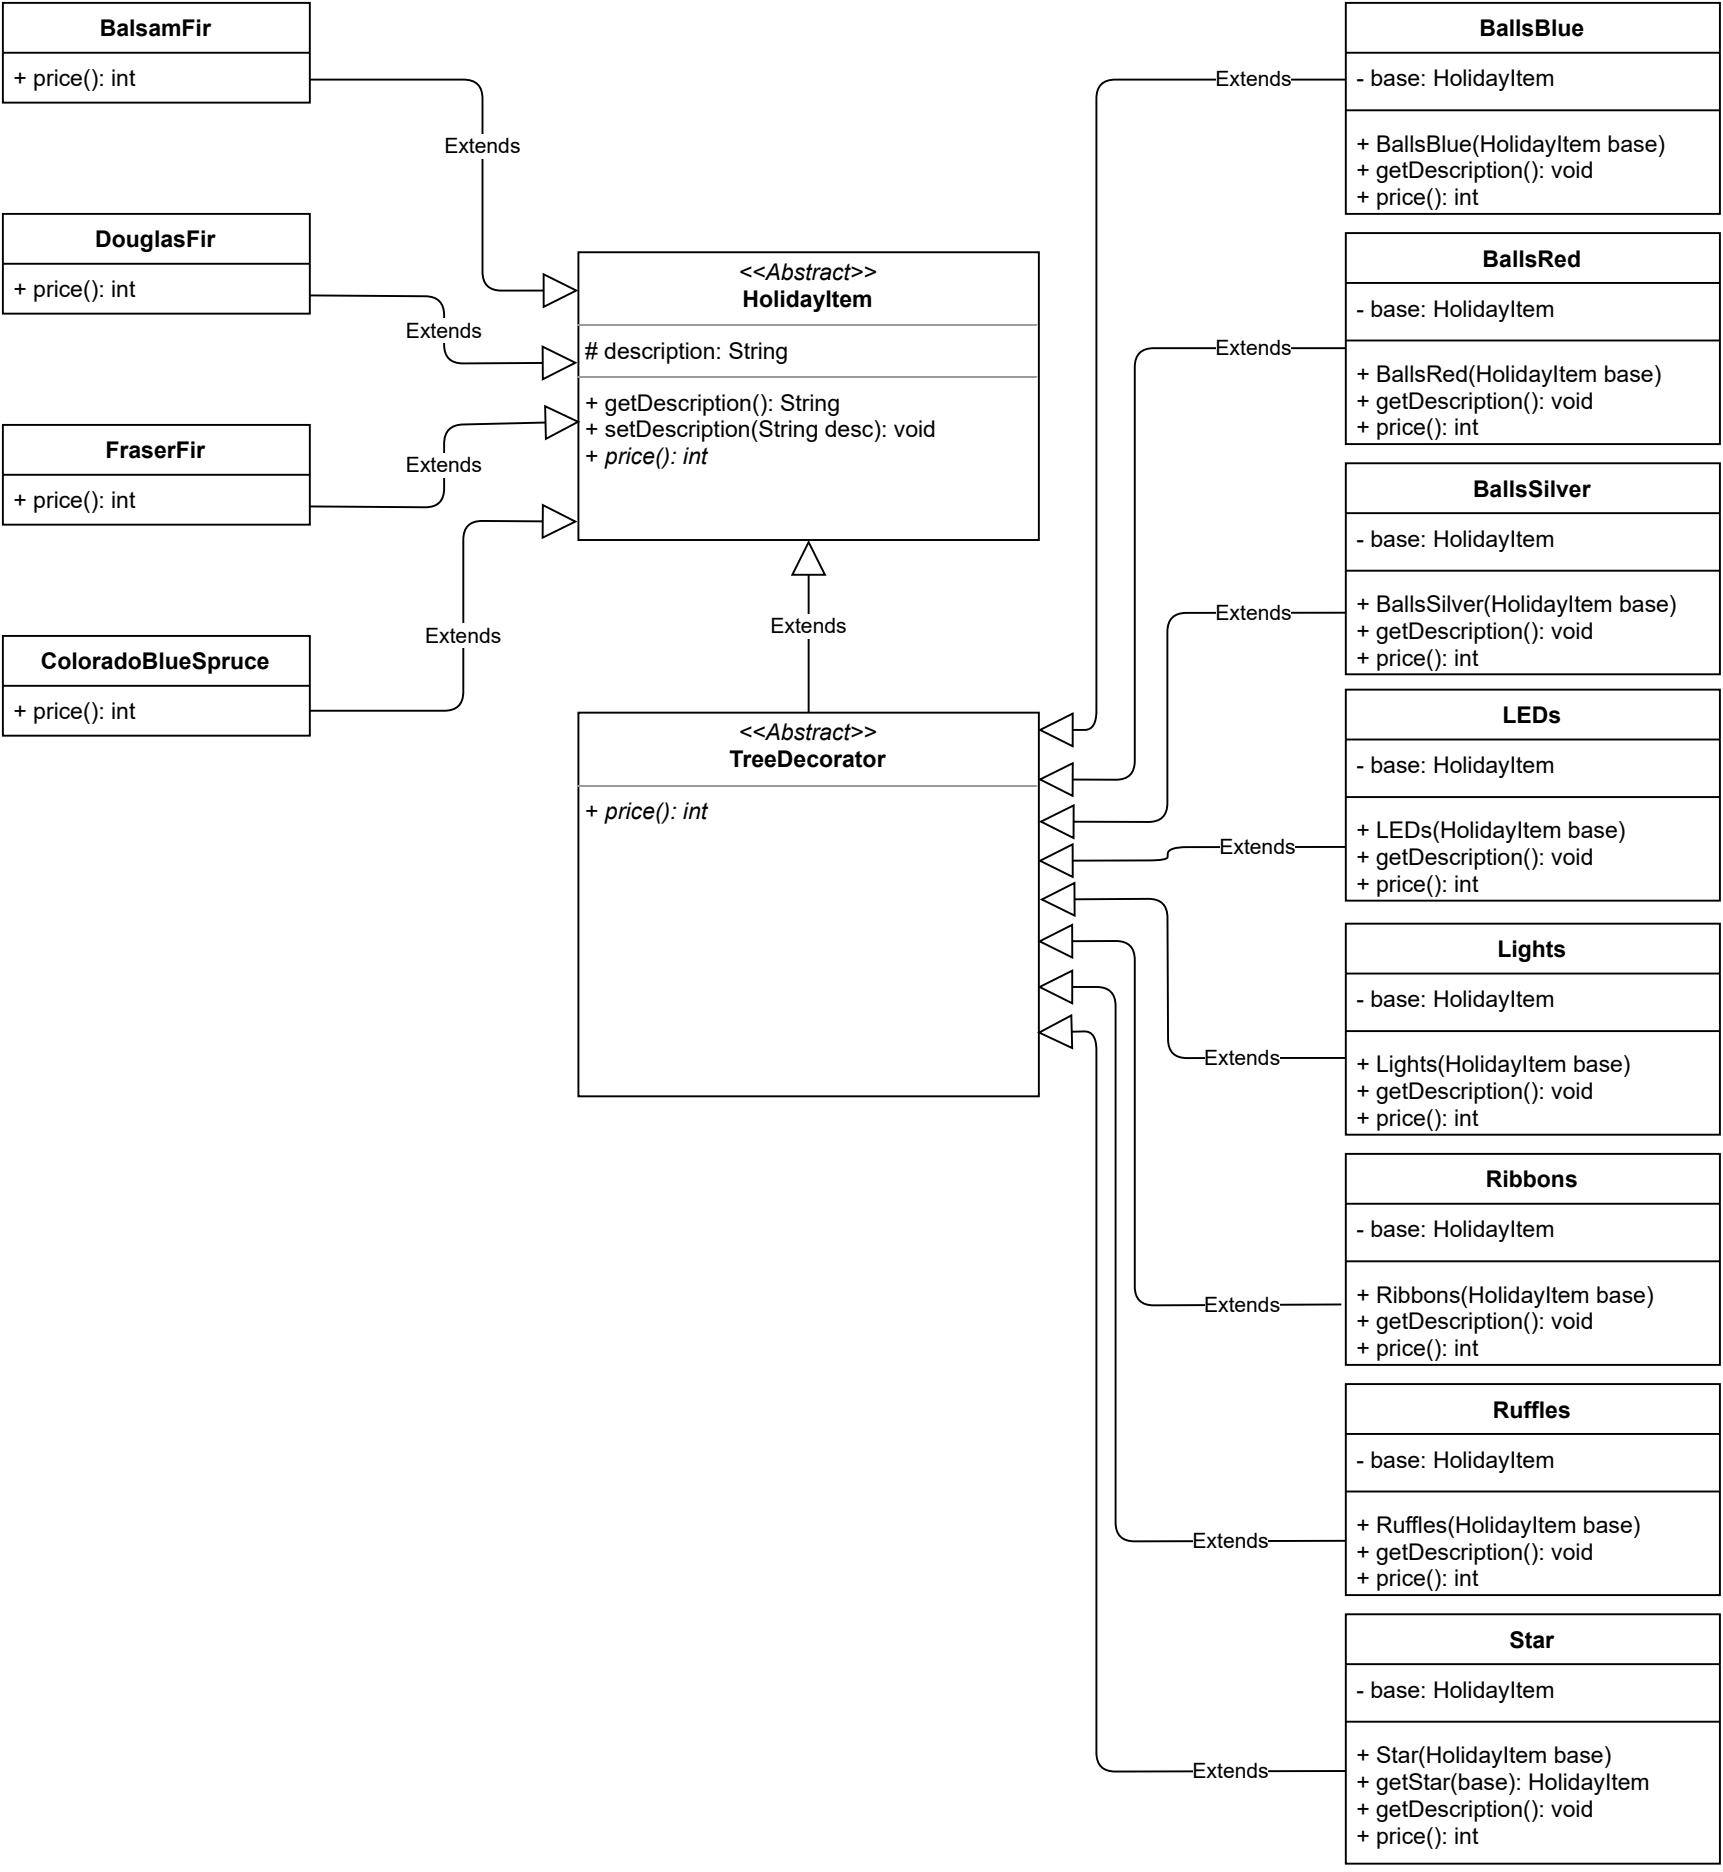 BalsamFir
+ price(): int
Extends
DouglasFir
+ price(): int
Extends
FraserFir
+ price(): int
Extends
ColoradoBlueSpruce
+ price(): int
Extends
<<Abstract>>
HolidayItem
# description: String
+ getDescription(): String
+ setDescription(String desc): void
+ price(): int
Extends
<<Abstract>>
TreeDecorator
+ price(): int
Extends
BallsBlue
- base: HolidayItem
+ BallsBlue(HolidayItem base)
+ getDescription(): void
+ price(): int
Extends
BallsRed
- base: HolidayItem
+ BallsRed(HolidayItem base)
+ getDescription(): void
+ price(): int
Extends
BallsSilver
- base: HolidayItem
+ BallsSilver(HolidayItem base)
+ getDescription(): void
+ price(): int
Extends
LEDs
- base: HolidayItem
+ LEDs(HolidayItem base)
+ getDescription(): void
+ price(): int
Extends
Lights
- base: HolidayItem
+ Lights(HolidayItem base)
+ getDescription(): void
+ price(): int
Extends
Ribbons
- base: HolidayItem
+ Ribbons(HolidayItem base)
+ getDescription(): void
+ price(): int
Extends
Ruffles
- base: HolidayItem
+ Ruffles(HolidayItem base)
+ getDescription(): void
+ price(): int
Extends
Star
- base: HolidayItem
+ Star(HolidayItem base)
+ getStar(base): HolidayItem
+ getDescription(): void
+ price(): int